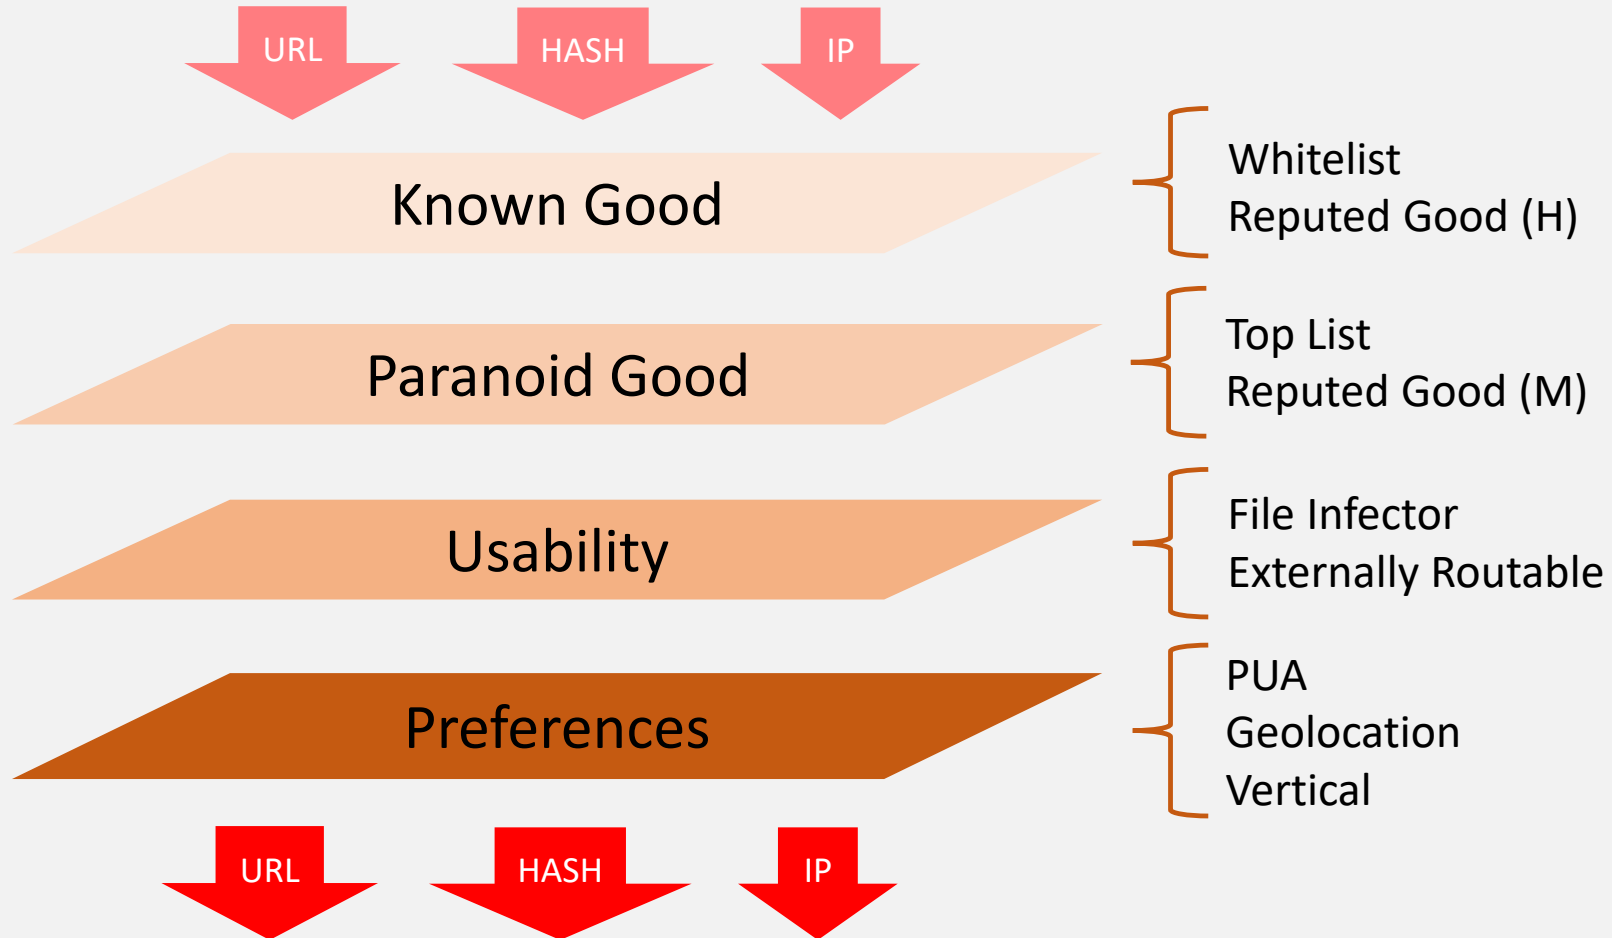 URL
HASH
IP
Known Good
Whitelist
Reputed Good (H)
Paranoid Good
Top List
Reputed Good (M)
Usability
File Infector
Externally Routable
Preferences
PUA
Geolocation
Vertical
URL
HASH
IP